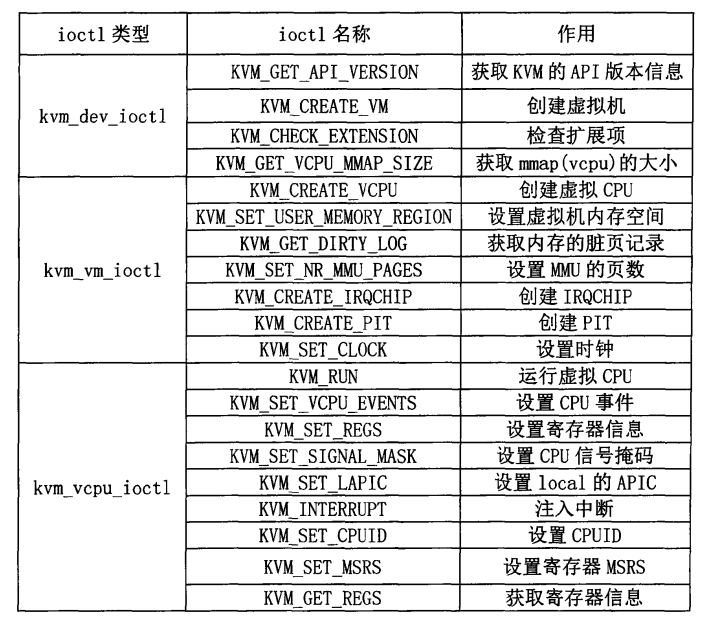 ioctl 类型 ioctl 名称 作用
kvm_dev_ioctl
KVM_GET_API_VERSION 获取 KVM 的 API 版本信息
KVM_CREATE_VM 创建虚拟机
KVM_CHECK_EXTENSION 检查扩展项
KVM_GET_VCPU_MMAP_SIZE 获取 mmap(vcpu)的大小
kvm_vm_ioctl
KVM_CREATE_VCPU 创建虚拟 CPU
KVM_SET_USER_MEMORY_REGION 设置虚拟机内存空间
KVM_GET_DIRTY_LOG 获取内存的脏页记录
KVM_SET_NR_MMU_PAGES 设置 MMU 的页数
KVM_CREATE_IRQCHIP 创建 IRQCHIP
KVM_CREATE_PIT 创建 PIT
KVM_SET_CLOCK 设置时钟
kvm_vcpu_ioctl
KVM_RUN 运行虚拟 CPU
KVM_SET_VCPU_EVENTS 设置 CPU 事件
KVM_SET_REGS 设置寄存器信息
KVM_SET_SIGNAL_MASK 设置 CPU 信号掩码
KVM_SET_LAPIC 设置 local 的 APIC
KVM_INTERRUPT 注入中断
KVM_SET_CPUID 设置 CPUID
KVM_SET_MSRS 设置寄存器 MSRS
KVM_GET_REGS 获取寄存器信息